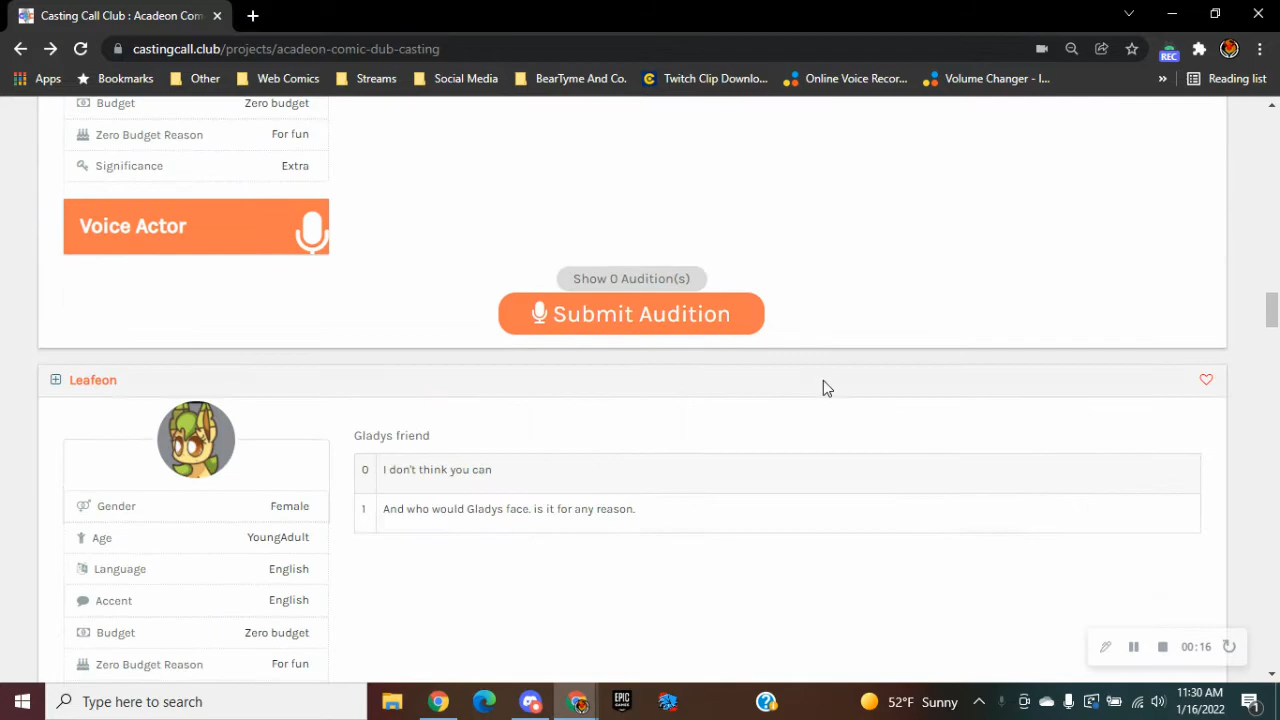 Casting Call Club : Acadeon Com
castingcall.club/projects/acadeon-comic-dub-casting
REC
Apps Bookmarks Other Web Comics Streams Social Media BearTyme And Co. Twitch Clip Downlo... Online Voice Recor... Volume Changer - I... » Reading list
Budget Zero budget
Zero Budget Reason For fun
Significance Extra
Voice Actor
Show 0 Audition(s)
Submit Audition
Leafeon
Gladys friend
0 I don't think you can
1 And who would Gladys face. is it for any reason.
Gender Female
Age YoungAdult
Language English
Accent English
Budget Zero budget
Zero Budget Reason For fun
00:16
Type here to search
EPIC GAMES
52°F Sunny
11:30 AM
1/16/2022
1